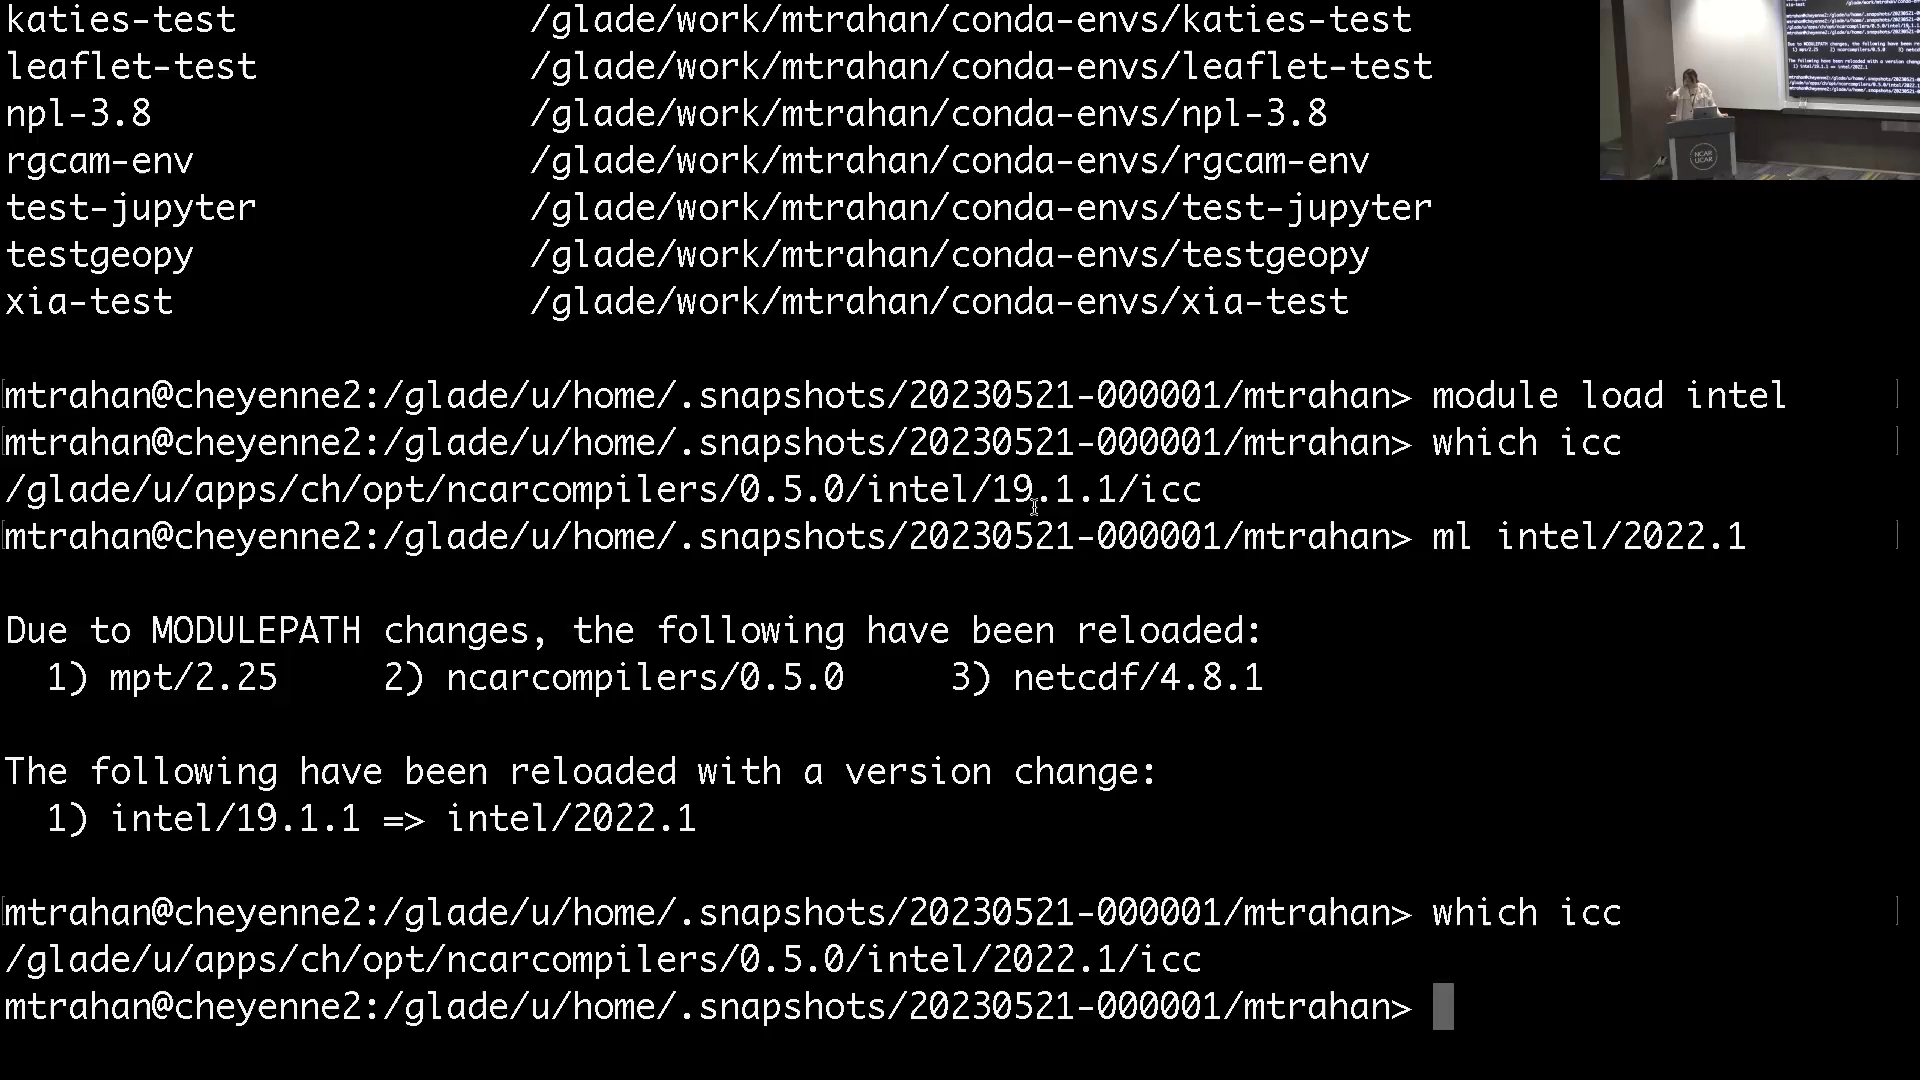 katies-test /glade/work/mtrahan/conda-envs/katies-test
leaflet-test /glade/work/mtrahan/conda-envs/leaflet-test
npl-3.8 /glade/work/mtrahan/conda-envs/npl-3.8
rgcam-env /glade/work/mtrahan/conda-envs/rgcam-env
test-jupyter /glade/work/mtrahan/conda-envs/test-jupyter
testgeopy /glade/work/mtrahan/conda-envs/testgeopy
xia-test /glade/work/mtrahan/conda-envs/xia-test
mtrahan@cheyenne2:/glade/u/home/.snapshots/20230521-000001/mtrahan> module load intel
mtrahan@cheyenne2:/glade/u/home/.snapshots/20230521-000001/mtrahan> which icc
/glade/u/apps/ch/opt/ncarcompilers/0.5.0/intel/19.1.1/icc
mtrahan@cheyenne2:/glade/u/home/.snapshots/20230521-000001/mtrahan> ml intel/2022.1
Due to MODULEPATH changes, the following have been reloaded:
1) mpt/2.25 2) ncarcompilers/0.5.0 3) netcdf/4.8.1
The following have been reloaded with a version change:
1) intel/19.1.1 => intel/2022.1
mtrahan@cheyenne2:/glade/u/home/.snapshots/20230521-000001/mtrahan> which icc
/glade/u/apps/ch/opt/ncarcompilers/0.5.0/intel/2022.1/icc
mtrahan@cheyenne2:/glade/u/home/.snapshots/20230521-000001/mtrahan>
NCAR
UCAR